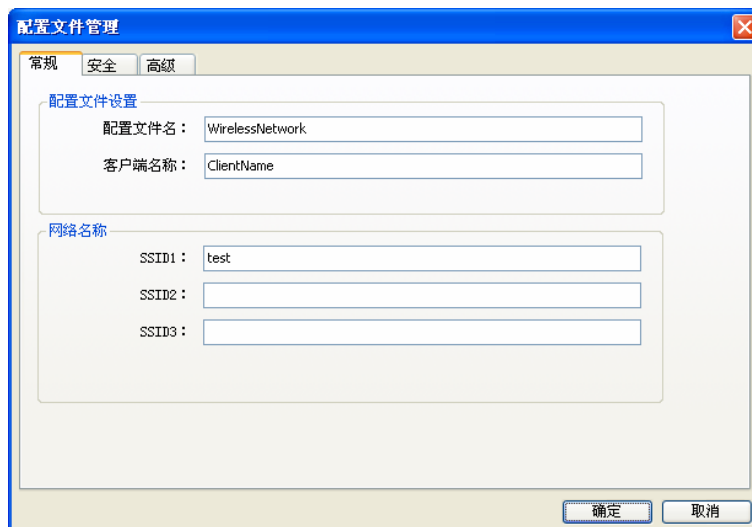 配置文件管理
常规 安全 高级
配置文件设置
配置文件名： WirelessNetwork
客户端名称： ClientName
网络名称
SSID1： test
SSID2：
SSID3：
确定 取消